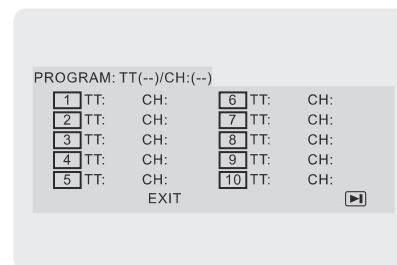 PROGRAM: TT(--)/CH:(--)
1 TT: CH: 6 TT: CH:
2 TT: CH: 7 TT: CH:
3 TT: CH: 8 TT: CH:
4 TT: CH: 9 TT: CH:
5 TT: CH: 10 TT: CH:
EXIT